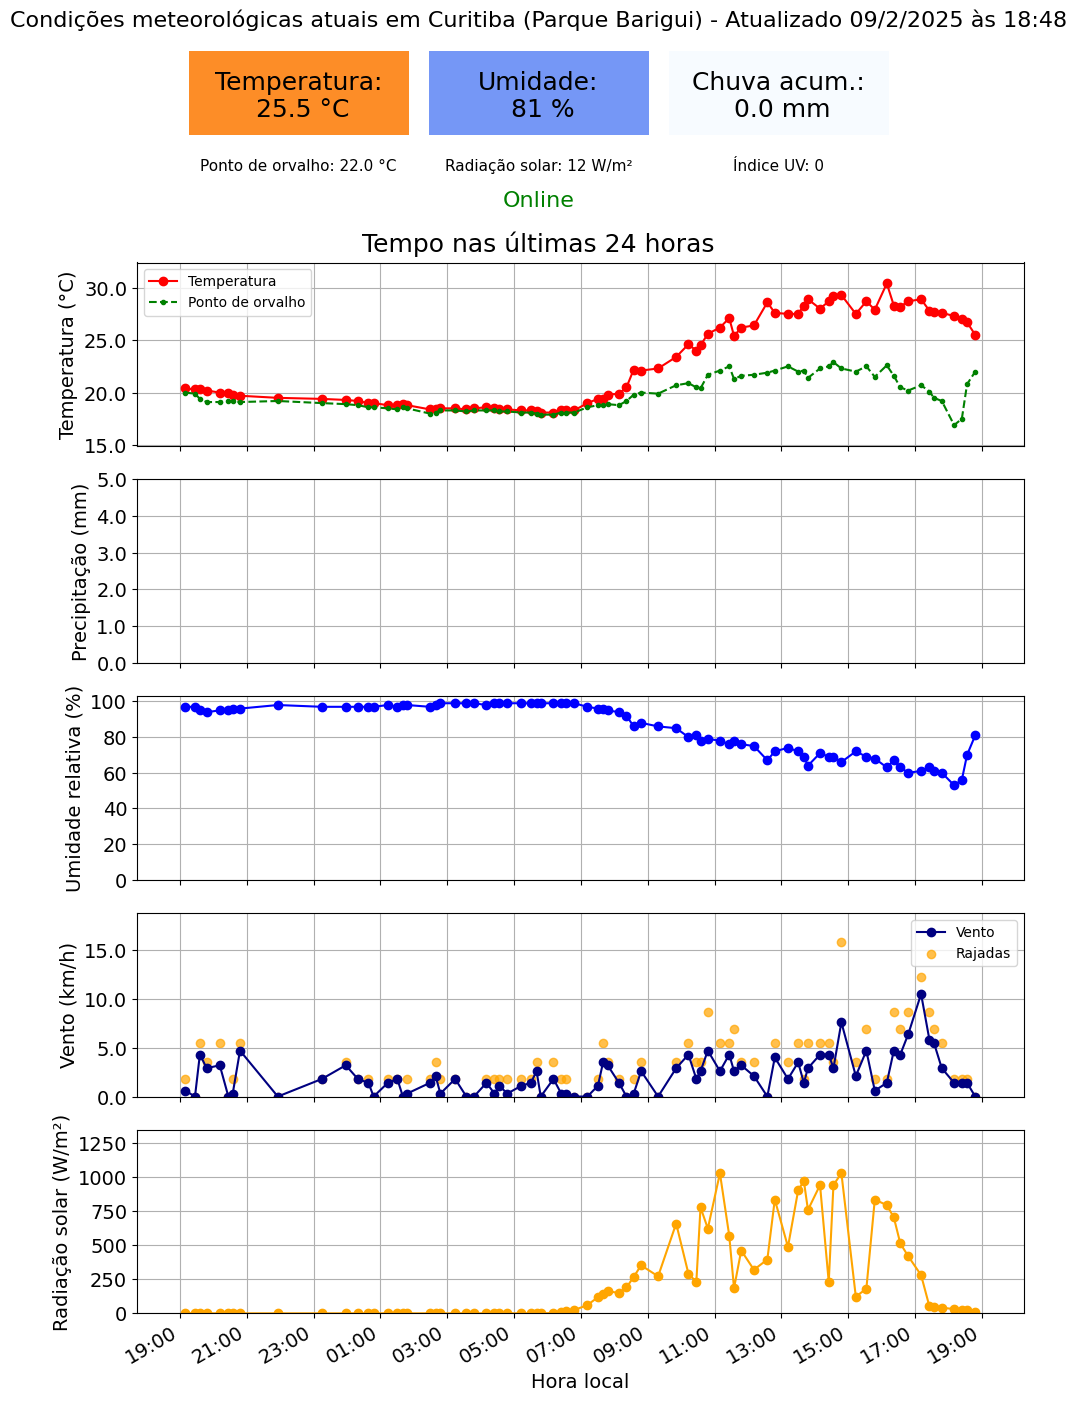 Condições meteorológicas atuais em Curitiba (Parque Barigui) - Atualizado 09/2/2025 às 18:48
Temperatura:
25.5 °C
Umidade:
81 %
Chuva acum.:
0.0 mm
Ponto de orvalho: 22.0 °C
Radiação solar: 12 W/m²
Índice UV: 0
Online
Tempo nas últimas 24 horas
Temperatura (°C)
30.0
25.0
20.0
15.0
Temperatura
Ponto de orvalho
Precipitação (mm)
5.0
4.0
3.0
2.0
1.0
0.0
Umidade relativa (%)
100
80
60
40
20
0
Vento (km/h)
15.0
10.0
5.0
0.0
Vento
Rajadas
Radiação solar (W/m²)
1250
1000
750
500
250
0
19:00
21:00
23:00
01:00
03:00
05:00
07:00
09:00
11:00
13:00
15:00
17:00
19:00
Hora local